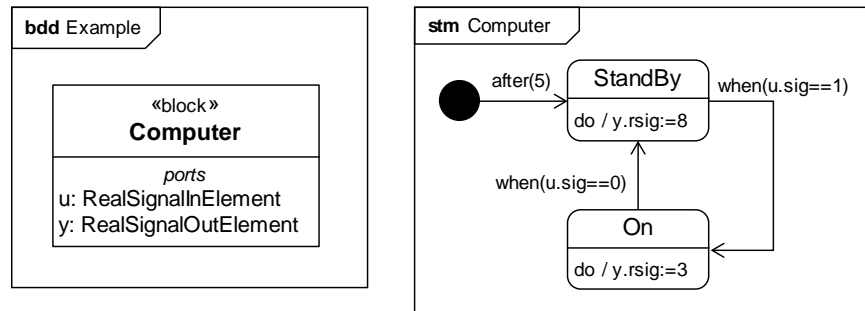 bdd Example
«block»
Computer
ports
u: RealSignalInElement
y: RealSignalOutElement
stm Computer
after(5)
StandBy
do / y.rsig:=8
when(u.sig==1)
when(u.sig==0)
On
do / y.rsig:=3